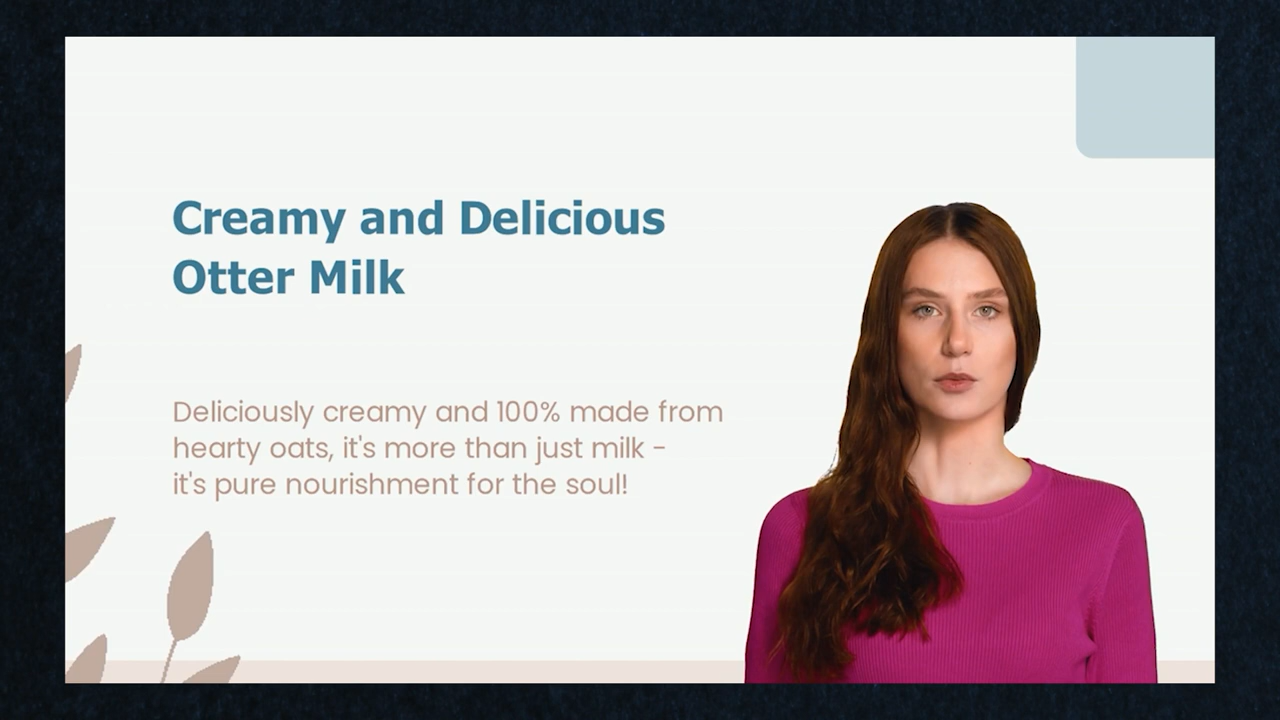 Creamy and Delicious
Otter Milk
Deliciously creamy and 100% made from
hearty oats, it's more than just milk -
it's pure nourishment for the soul!